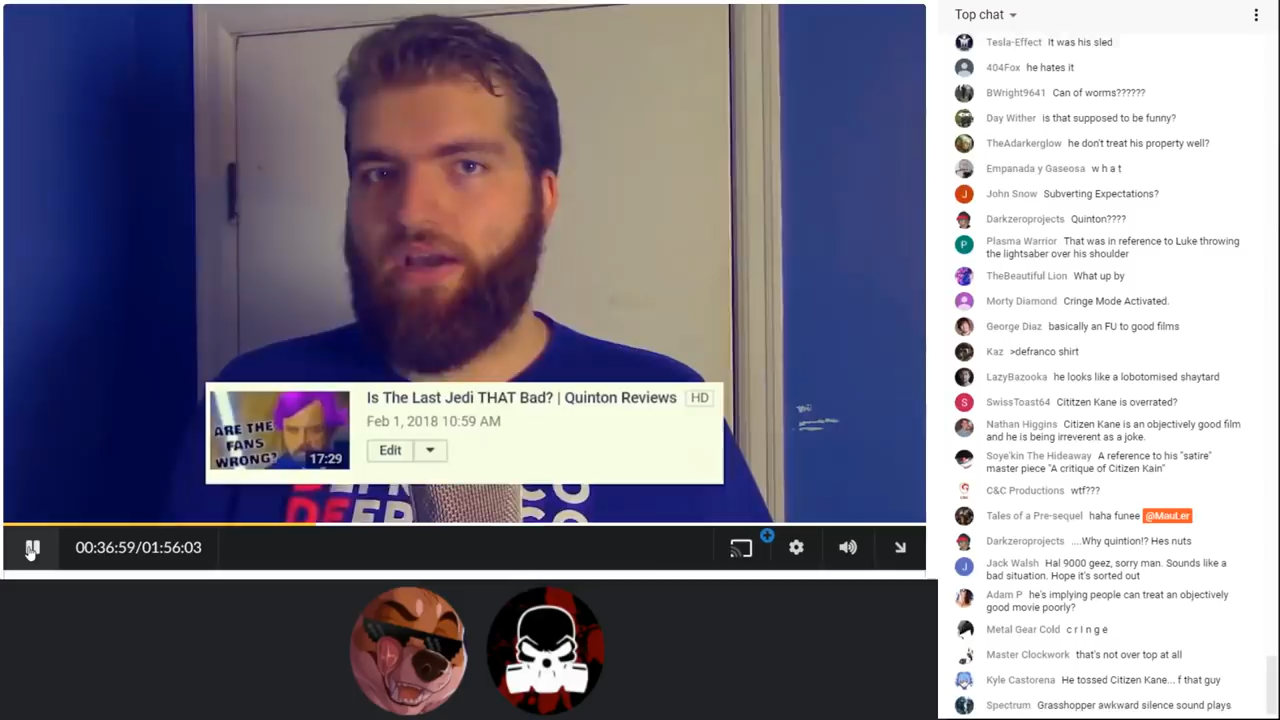 Is The Last Jedi THAT Bad? | Quinton Reviews HD
Feb 1, 2018 10:59 AM
Edit
ARE THE
FANS
WRONG?
17:29
00:36:59/01:56:03
Top chat
Tesla-Effect It was his sled
404Fox he hates it
BWright9641 Can of worms??????
Day Wither is that supposed to be funny?
TheAdarkerglow he don't treat his property well?
Empanada y Gaseosa w h a t
J
John Snow Subverting Expectations?
Darkzeroprojects Quinton????
P
Plasma Warrior That was in reference to Luke throwing
the lightsaber over his shoulder
TheBeautiful Lion What up by
Morty Diamond Cringe Mode Activated.
George Diaz basically an FU to good films
Kaz >defranco shirt
LazyBazooka he looks like a lobotomised shaytard
S
SwissToast64 Cititzen Kane is overrated?
Nathan Higgins Citizen Kane is an objectively good film
and he is being irreverent as a joke.
Soye'kin The Hideaway A reference to his "satire"
master piece "A critique of Citizen Kain"
C&C Productions wtf???
Tales of a Pre-sequel haha funee @MauLer
Darkzeroprojects ....Why quintion!? Hes nuts
J
Jack Walsh Hal 9000 geez, sorry man. Sounds like a
bad situation. Hope it's sorted out
Adam P he's implying people can treat an objectively
good movie poorly?
Metal Gear Cold c r I n g e
Master Clockwork that's not over top at all
Kyle Castorena He tossed Citizen Kane... f that guy
Spectrum Grasshopper awkward silence sound plays